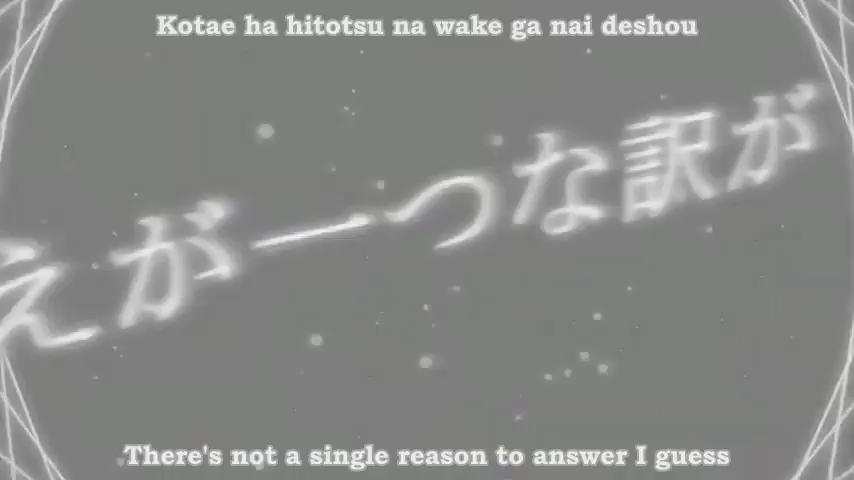 Kotae ha hitotsu na wake ga nai deshou
えが一つな訳が
There's not a single reason to answer I guess